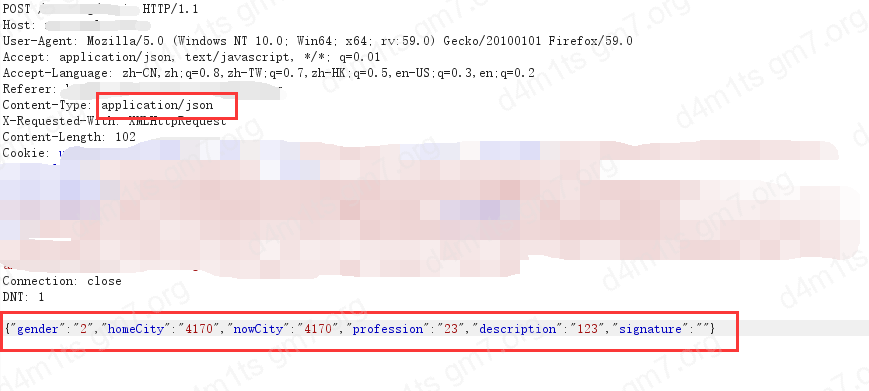 POST / HTTP/1.1
Host:
User-Agent: Mozilla/5.0 (Windows NT 10.0; Win64; x64; rv:59.0) Gecko/20100101 Firefox/59.0
Accept: application/json, text/javascript, */*; q=0.01
Accept-Language: zh-CN,zh;q=0.8,zh-TW;q=0.7,zh-HK;q=0.5,en-US;q=0.3,en;q=0.2
Referer:
Content-Type: application/json
X-Requested-With: XMLHttpRequest
Content-Length: 102
Cookie:
Connection: close
DNT: 1
{"gender":"2","homeCity":"4170","nowCity":"4170","profession":"23","description":"123","signature":""}
d4m1ts gm7.org